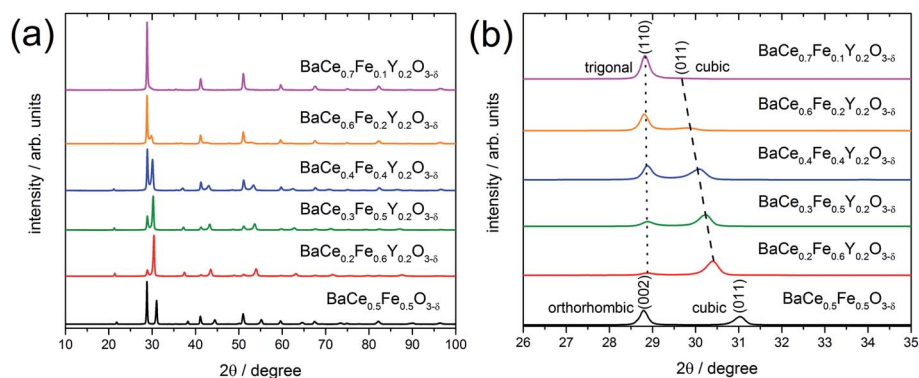 (a)
BaCe0.7Fe0.1Y0.2O3-δ
BaCe0.6Fe0.2Y0.2O3-δ
BaCe0.4Fe0.4Y0.2O3-δ
BaCe0.3Fe0.5Y0.2O3-δ
BaCe0.2Fe0.6Y0.2O3-δ
BaCe0.5Fe0.5O3-δ
intensity / arb. units
10 20 30 40 50 60 70 80 90 100
2θ / degree
(b)
(110)
(011)
trigonal
cubic
BaCe0.7Fe0.1Y0.2O3-δ
BaCe0.6Fe0.2Y0.2O3-δ
BaCe0.4Fe0.4Y0.2O3-δ
BaCe0.3Fe0.5Y0.2O3-δ
BaCe0.2Fe0.6Y0.2O3-δ
(002)
(011)
orthorhombic
cubic
BaCe0.5Fe0.5O3-δ
intensity / arb. units
26 27 28 29 30 31 32 33 34 35
2θ / degree